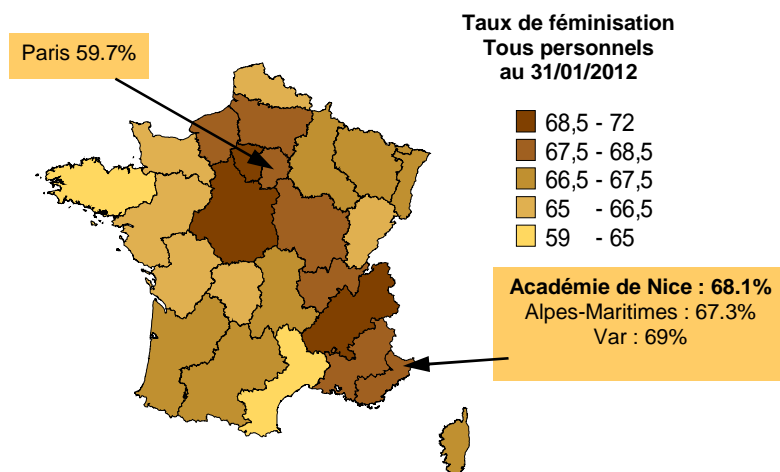 Taux de féminisation
Tous personnels
au 31/01/2012
Paris 59.7%
68,5 - 72
67,5 - 68,5
66,5 - 67,5
65 - 66,5
59 - 65
Académie de Nice : 68.1%
Alpes-Maritimes : 67.3%
Var : 69%